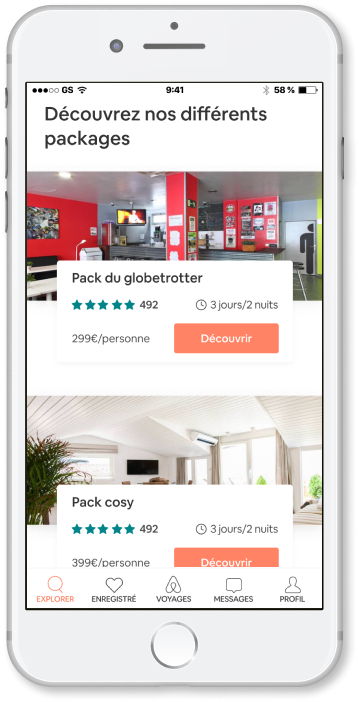 GS 9:41 58 %
Découvrez nos différents
packages
Pack du globetrotter
492 3 jours/2 nuits
299€/personne Découvrir
Pack cosy
492 3 jours/2 nuits
399€/personne Découvrir
EXPLORER ENREGISTRÉ VOYAGES MESSAGES PROFIL